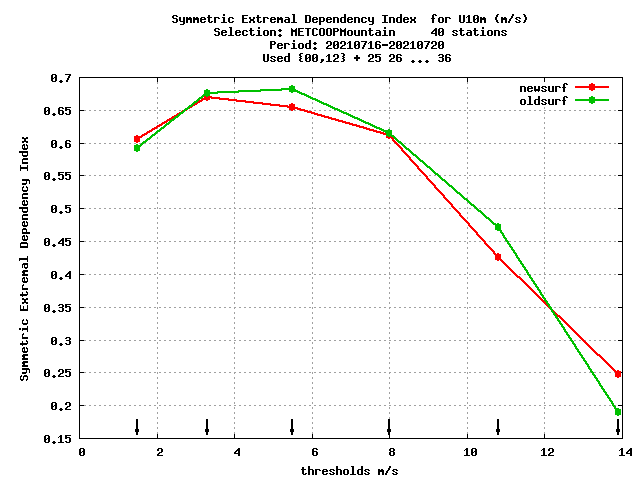 Symmetric Extremal Dependency Index  for U10m (m/s)
Selection: METCOOPMountain     40 stations
Period: 20210716-20210720
Used {00,12} + 25 26 ... 36
newsurf
oldsurf
Symmetric Extremal Dependency Index
0.7
0.65
0.6
0.55
0.5
0.45
0.4
0.35
0.3
0.25
0.2
0.15
0 2 4 6 8 10 12 14
thresholds m/s